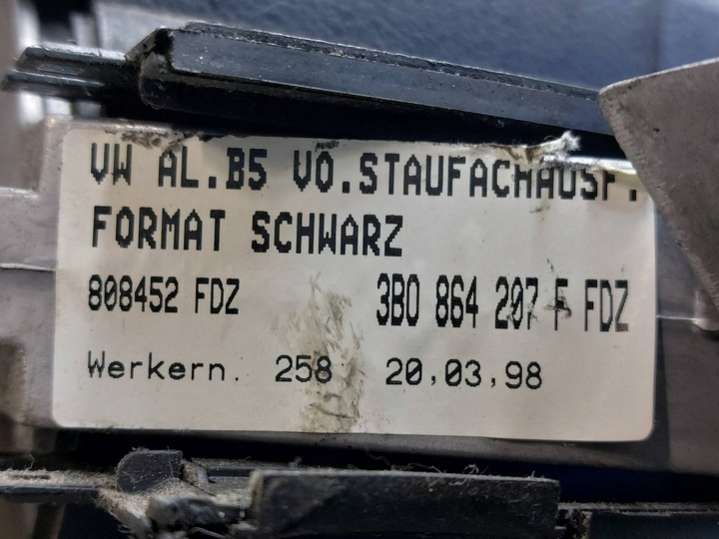 VW AL.B5 VO.STAUFACHAUSF.
FORMAT SCHWARZ
808452 FDZ 3B0 864 207 F FDZ
Werkern. 258 20,03,98